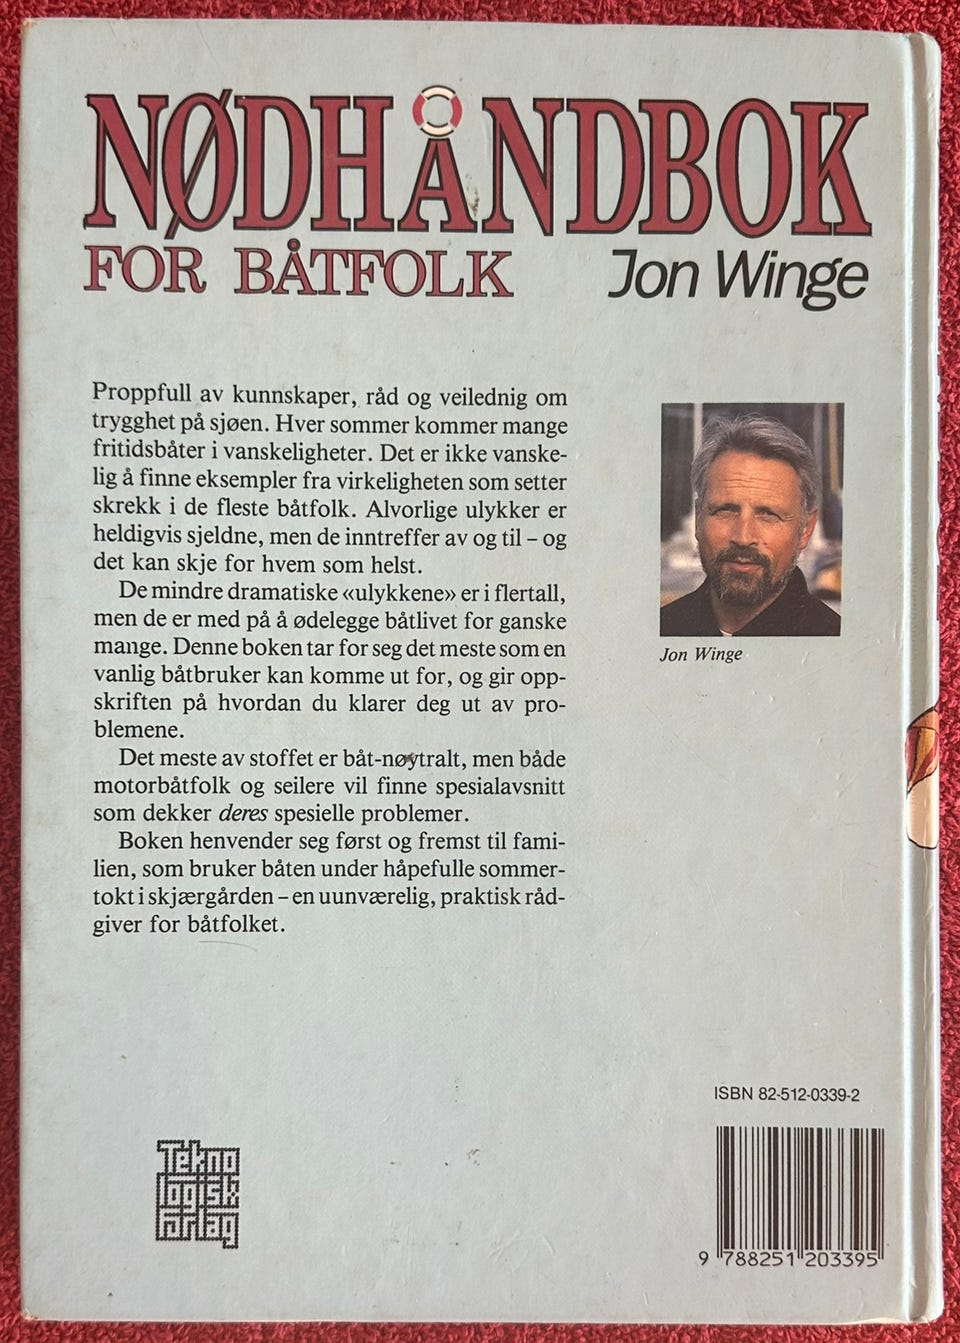 NØDHÅNDBOK
FOR BÅTFOLK
Jon Winge
Proppfull av kunnskaper, råd og veilednig om
trygghet på sjøen. Hver sommer kommer mange
fritidsbåter i vanskeligheter. Det er ikke vanske-
lig å finne eksempler fra virkeligheten som setter
skrekk i de fleste båtfolk. Alvorlige ulykker er
heldigvis sjeldne, men de inntreffer av og til – og
det kan skje for hvem som helst.
De mindre dramatiske «ulykkene» er i flertall,
men de er med på å ødelegge båtlivet for ganske
mange. Denne boken tar for seg det meste som en
vanlig båtbruker kan komme ut for, og gir opp-
skriften på hvordan du klarer deg ut av pro-
blemene.
Det meste av stoffet er båt-nøytralt, men både
motorbåtfolk og seilere vil finne spesialavsnitt
som dekker deres spesielle problemer.
Boken henvender seg først og fremst til fami-
lien, som bruker båten under håpefulle sommer-
tokt i skjærgården – en uunværelig, praktisk råd-
giver for båtfolket.
Jon Winge
ISBN 82-512-0339-2
9 788251 203395
Tekno
logisk
forlag